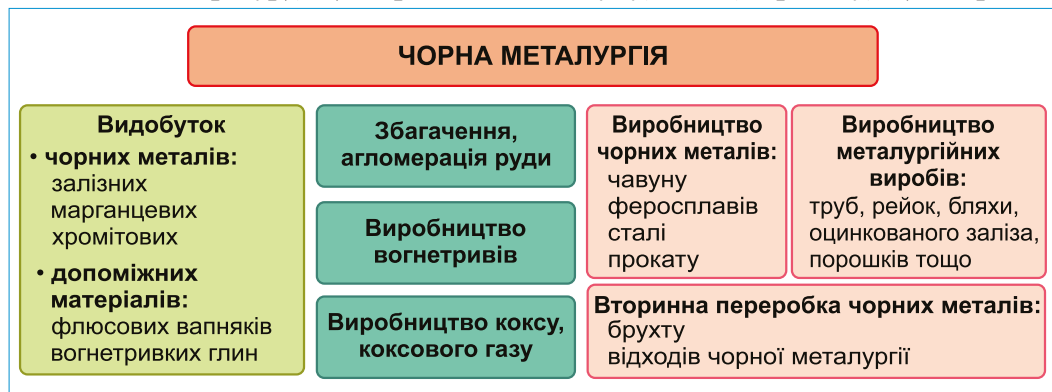 ЧОРНА МЕТАЛУРГІЯ
Видобуток
• чорних металів:
залізних
марганцевих
хромітових
• допоміжних
матеріалів:
флюсових вапняків
вогнетривких глин
Збагачення,
агломерація руди
Виробництво
вогнетривів
Виробництво коксу,
коксового газу
Виробництво
чорних металів:
чавуну
феросплавів
сталі
прокату
Виробництво
металургійних
виробів:
труб, рейок, бляхи,
оцинкованого заліза,
порошків тощо
Вторинна переробка чорних металів:
брухту
відходів чорної металургії